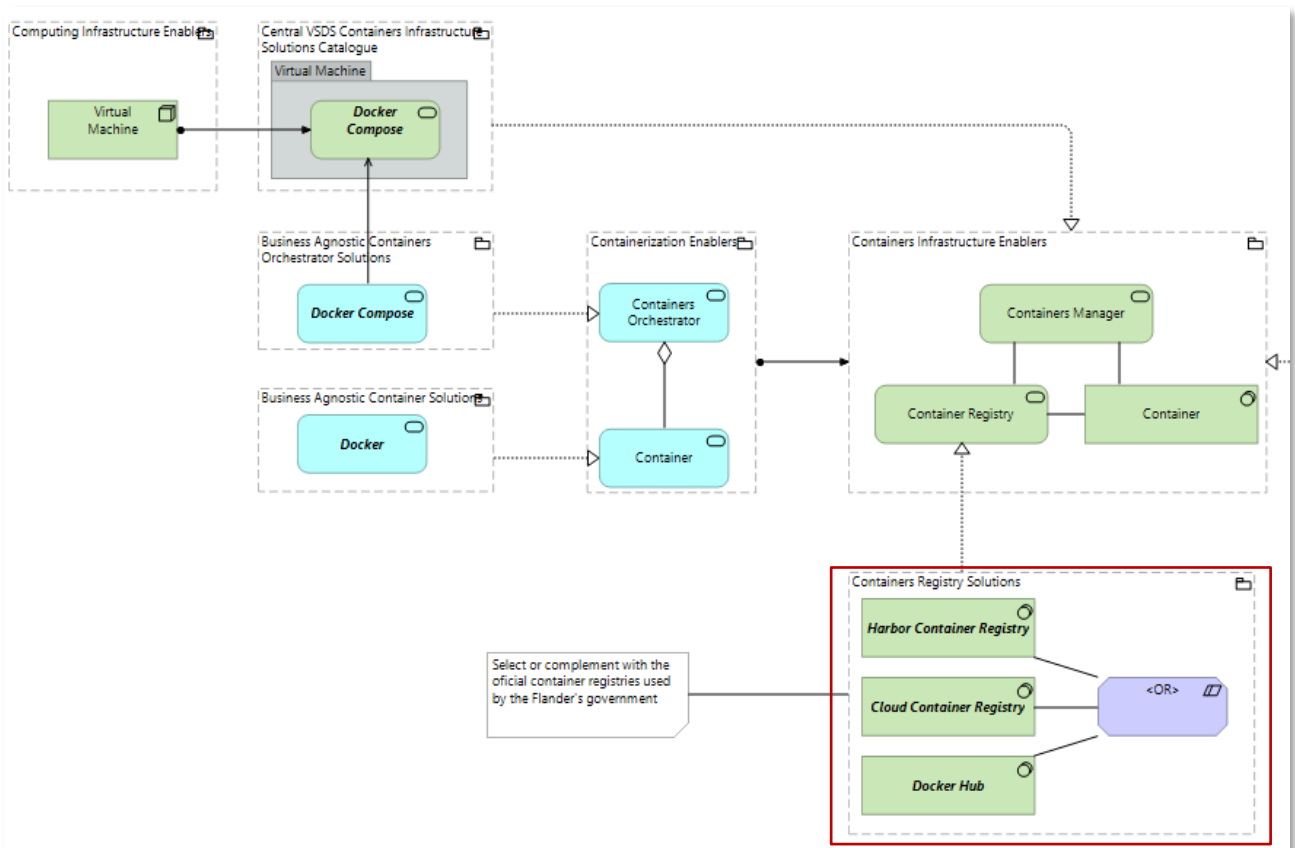 Computing Infrastructure Enablers
Virtual
Machine
Central VSDS Containers Infrastructure
Solutions Catalogue
Virtual Machine
Docker
Compose
Business Agnostic Containers
Orchestrator Solutions
Docker Compose
Business Agnostic Container Solutions
Docker
Containerization Enablers
Containers
Orchestrator
Container
Containers Infrastructure Enablers
Containers Manager
Container Registry
Container
Select or complement with the
oficial container registries used
by the Flander's government
Containers Registry Solutions
Harbor Container Registry
Cloud Container Registry
Docker Hub
<OR>